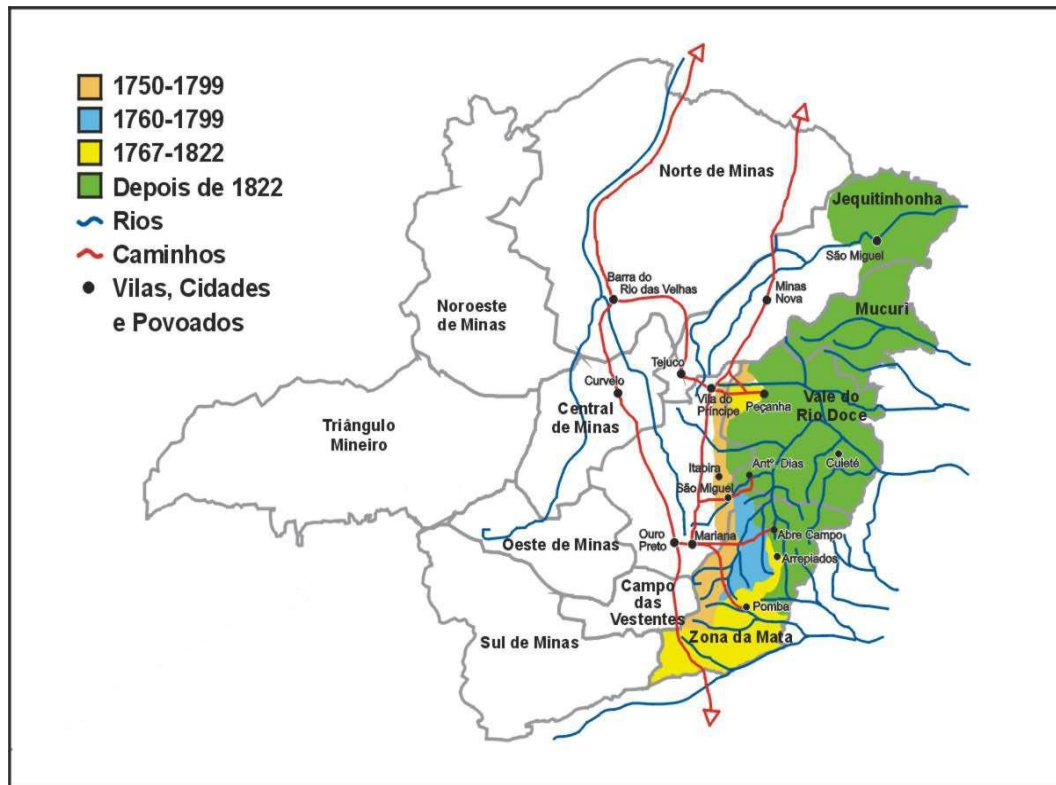 1750-1799
1760-1799
1767-1822
Depois de 1822
Rios
Caminhos
Vilas, Cidades
e Povoados
Norte de Minas
Jequitinhonha
São Miguel
Barra do
Rio das Velhas
Minas
Nova
Mucuri
Noroeste
de Minas
Tejuco
Curvelo
Vila do
Príncipe
Peçanha
Vale do
Rio Doce
Central
de Minas
Triângulo
Mineiro
Antº. Dias
Cuieté
Itabira
São Miguel
Ouro
Preto
Mariana
Abre Campo
Oeste de Minas
Arrepiados
Campo
das
Vestentes
Pomba
Sul de Minas
Zona da Mata